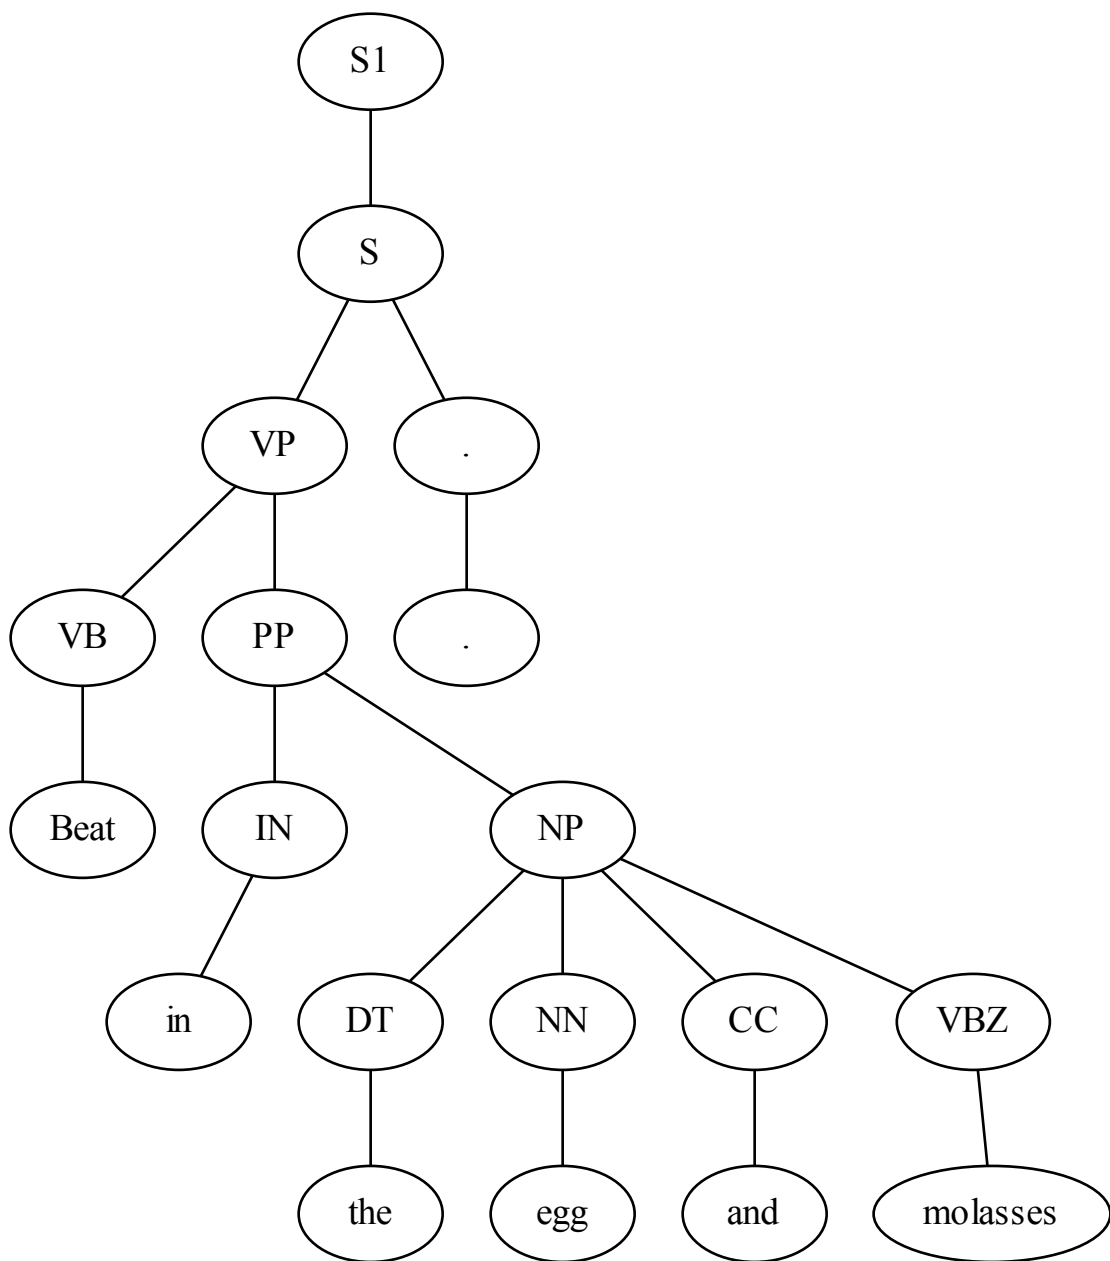 S1
S
VP .
VB PP .
Beat IN NP
in DT NN CC VBZ
the egg and molasses